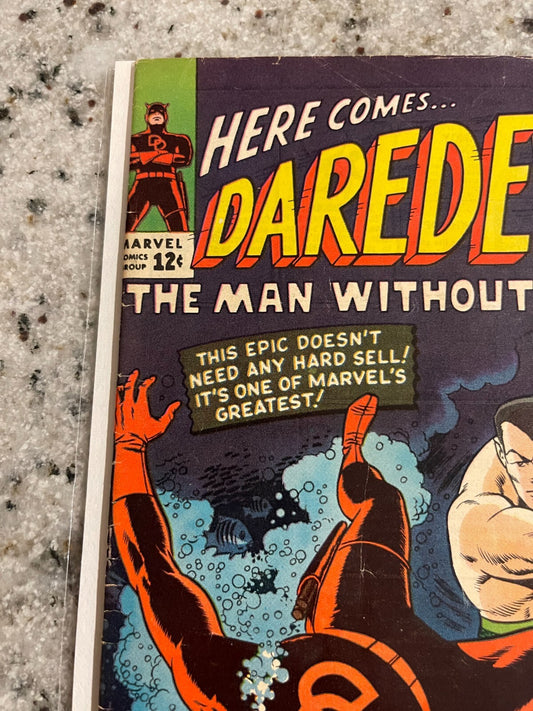 HERE COMES...
DAREDE
THE MAN WITHOUT
DD
MARVEL
COMICS
GROUP 12¢
THIS EPIC DOESN'T
NEED ANY HARD SELL!
IT'S ONE OF MARVEL'S
GREATEST!